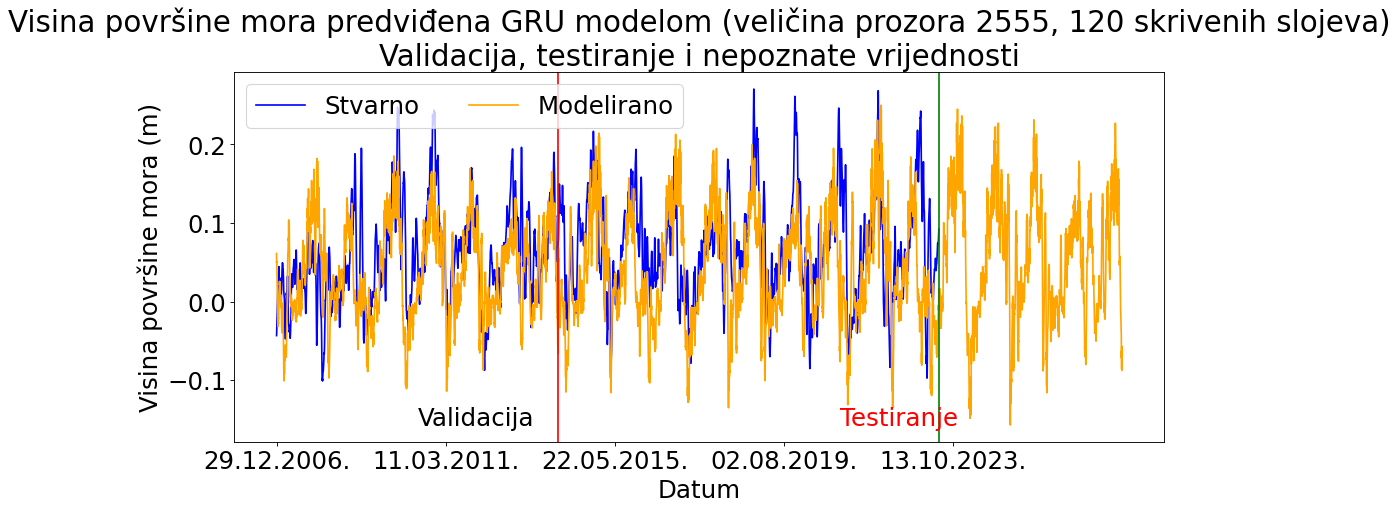 Visina površine mora predviđena GRU modelom (veličina prozora 2555, 120 skrivenih slojeva)
Validacija, testiranje i nepoznate vrijednosti
Stvarno
Modelirano
Visina površine mora (m)
0.2
0.1
0.0
−0.1
Validacija
Testiranje
29.12.2006.
11.03.2011.
22.05.2015.
02.08.2019.
13.10.2023.
Datum